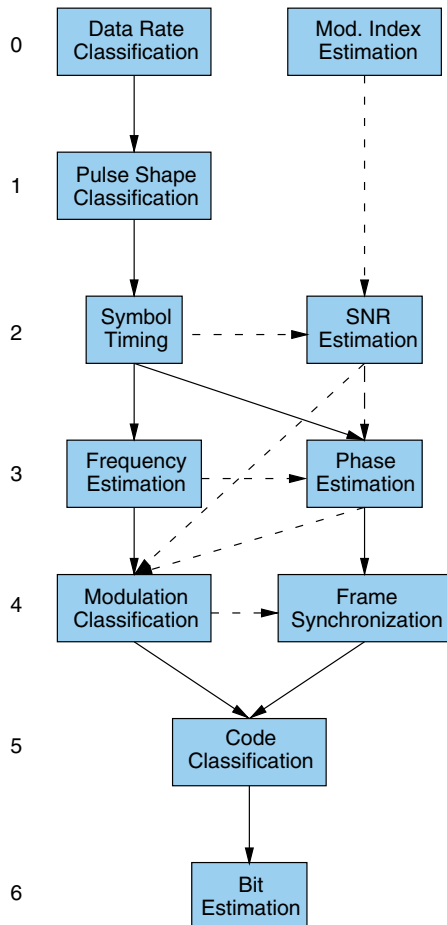 0
Data Rate
Classification
Mod. Index
Estimation
1
Pulse Shape
Classification
2
Symbol
Timing
SNR
Estimation
3
Frequency
Estimation
Phase
Estimation
4
Modulation
Classification
Frame
Synchronization
5
Code
Classification
6
Bit
Estimation